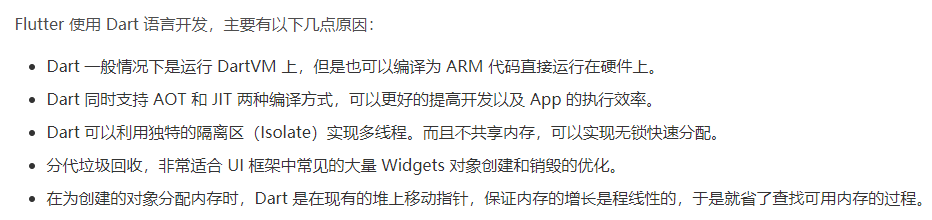 Flutter 使用 Dart 语言开发，主要有以下几点原因：
• Dart 一般情况下是运行 DartVM 上，但是也可以编译为 ARM 代码直接运行在硬件上。
• Dart 同时支持 AOT 和 JIT 两种编译方式，可以更好的提高开发以及 App 的执行效率。
• Dart 可以利用独特的隔离区（Isolate）实现多线程。而且不共享内存，可以实现无锁快速分配。
• 分代垃圾回收，非常适合 UI 框架中常见的大量 Widgets 对象创建和销毁的优化。
• 在为创建的对象分配内存时，Dart 是在现有的堆上移动指针，保证内存的增长是程线性的，于是就省了查找可用内存的过程。